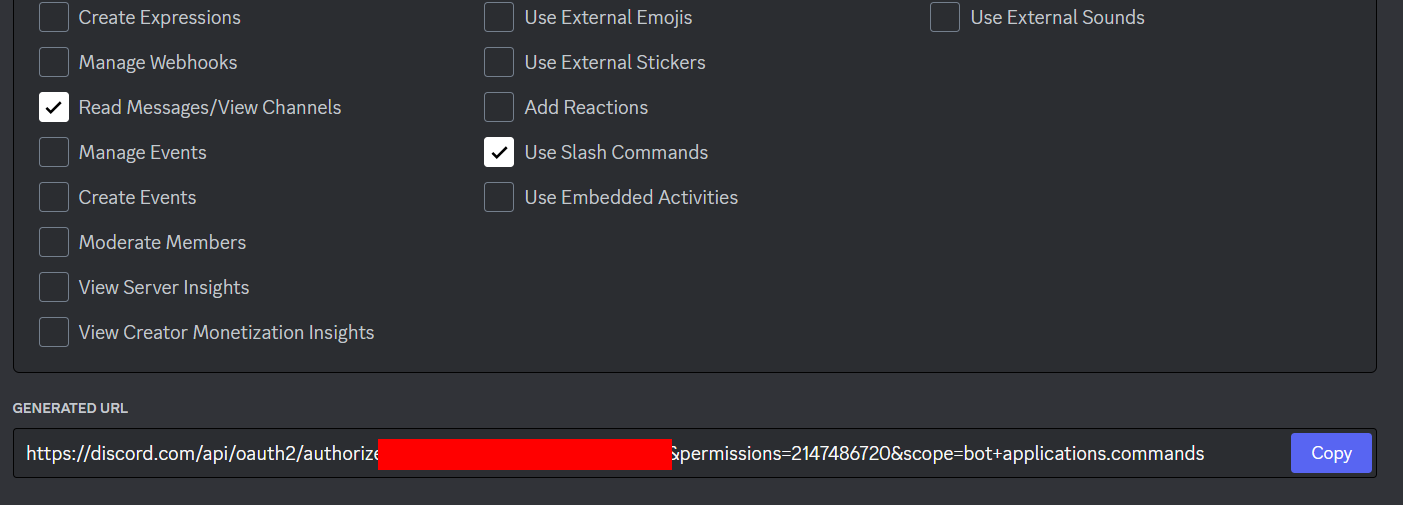 Create Expressions
Use External Emojis
Use External Sounds
Manage Webhooks
Use External Stickers
Read Messages/View Channels
Add Reactions
Manage Events
Use Slash Commands
Create Events
Use Embedded Activities
Moderate Members
View Server Insights
View Creator Monetization Insights
GENERATED URL
https://discord.com/api/oauth2/authorize &permissions=2147486720&scope=bot+applications.commands
Copy